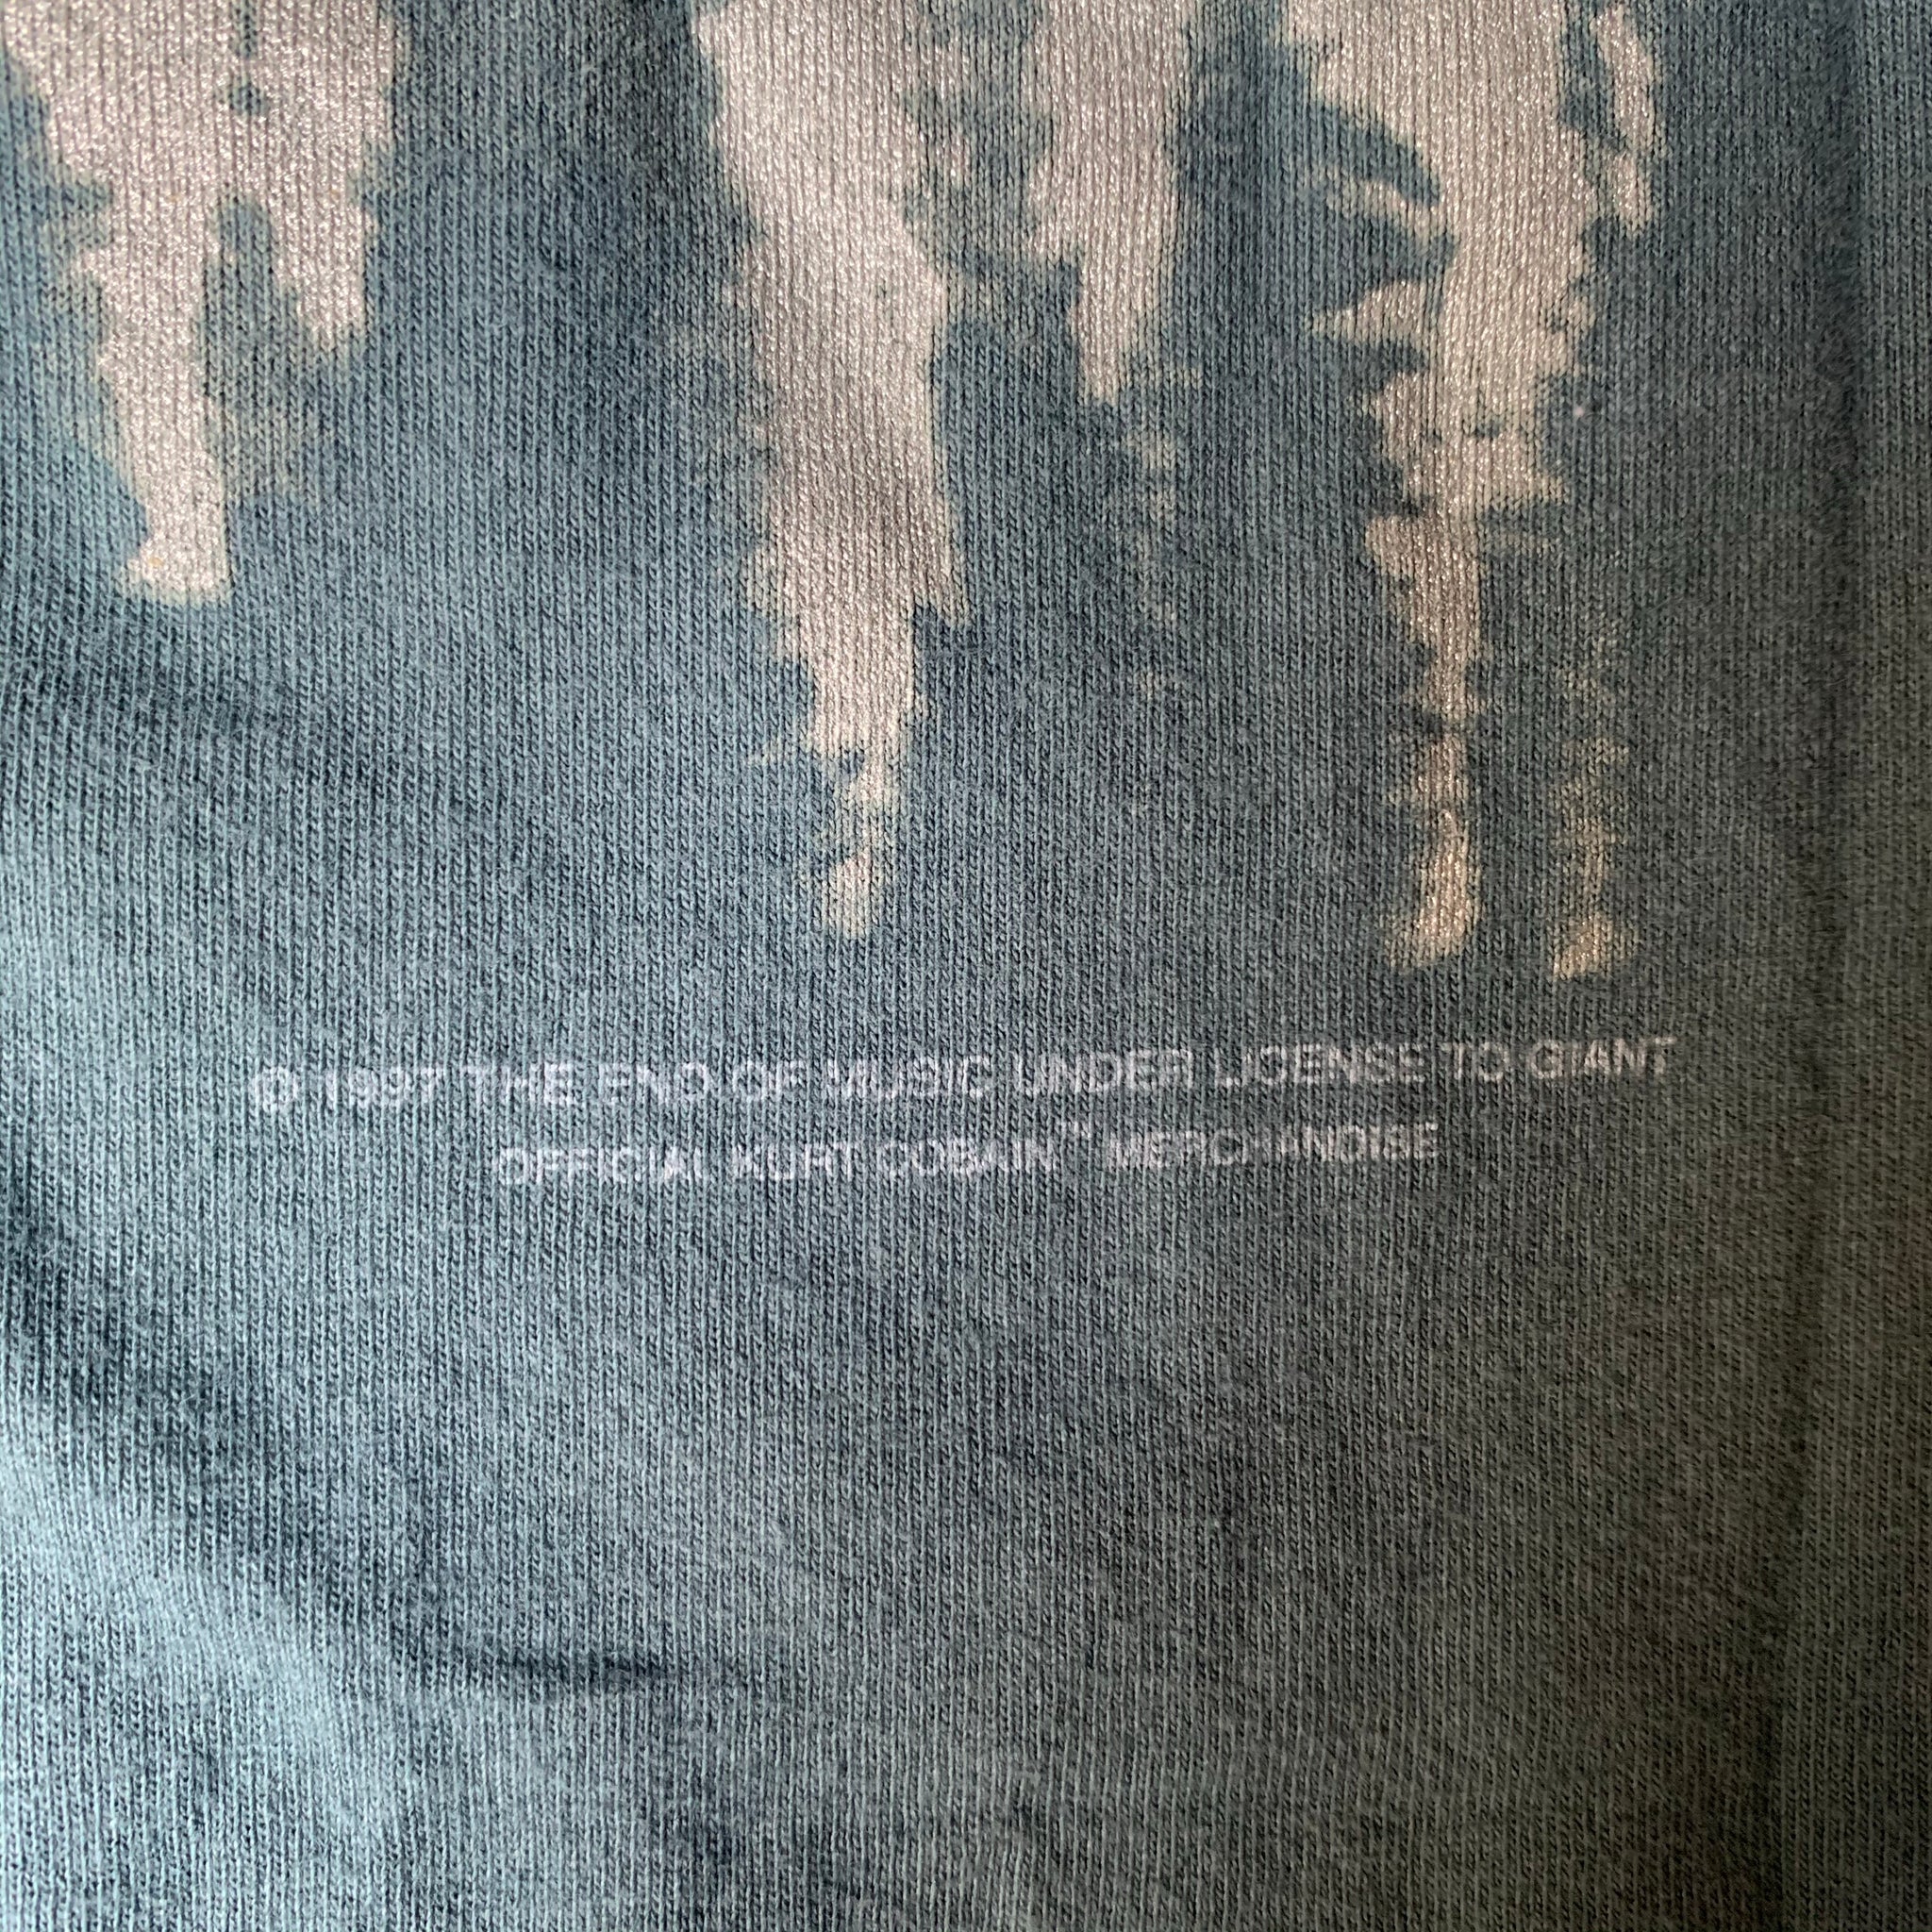 © 1997 THE END OF MUSIC UNDER LICENSE TO GIANT
OFFICIAL KURT COBAIN™ MERCHANDISE